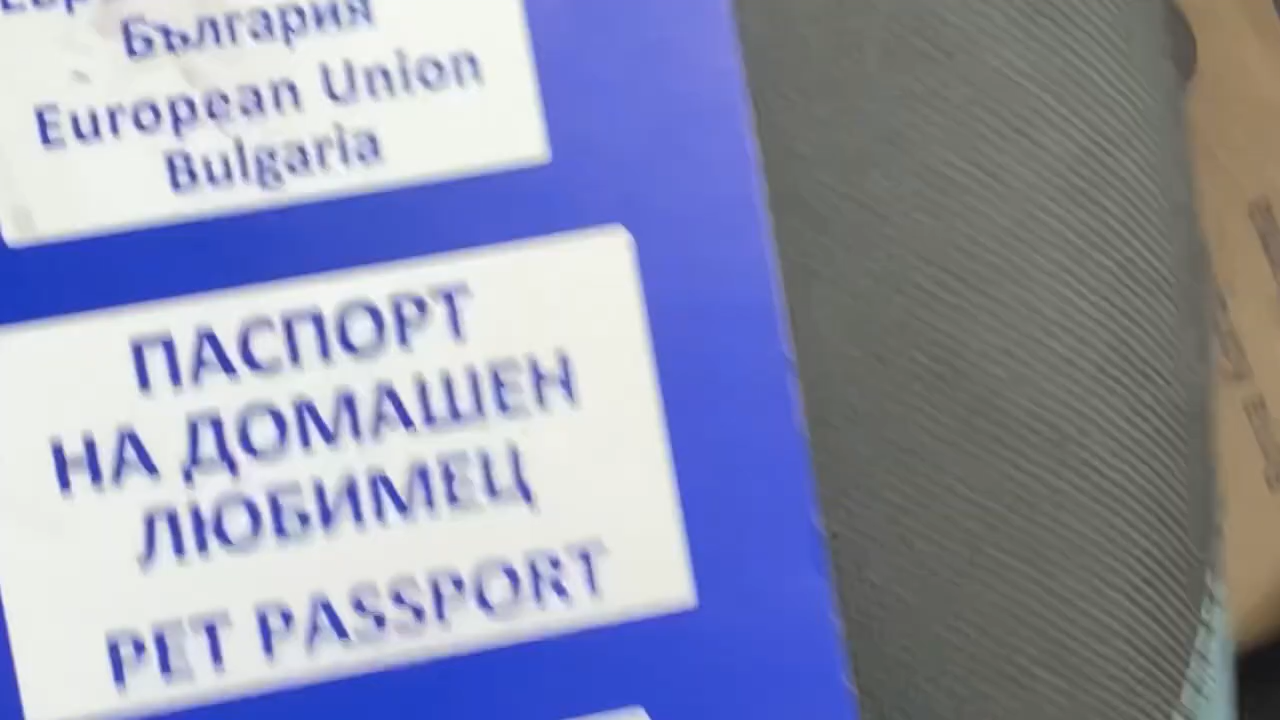 България
European Union
Bulgaria
ПАСПОРТ
НА ДОМАШЕН
ЛЮБИМЕЦ
PET PASSPORT